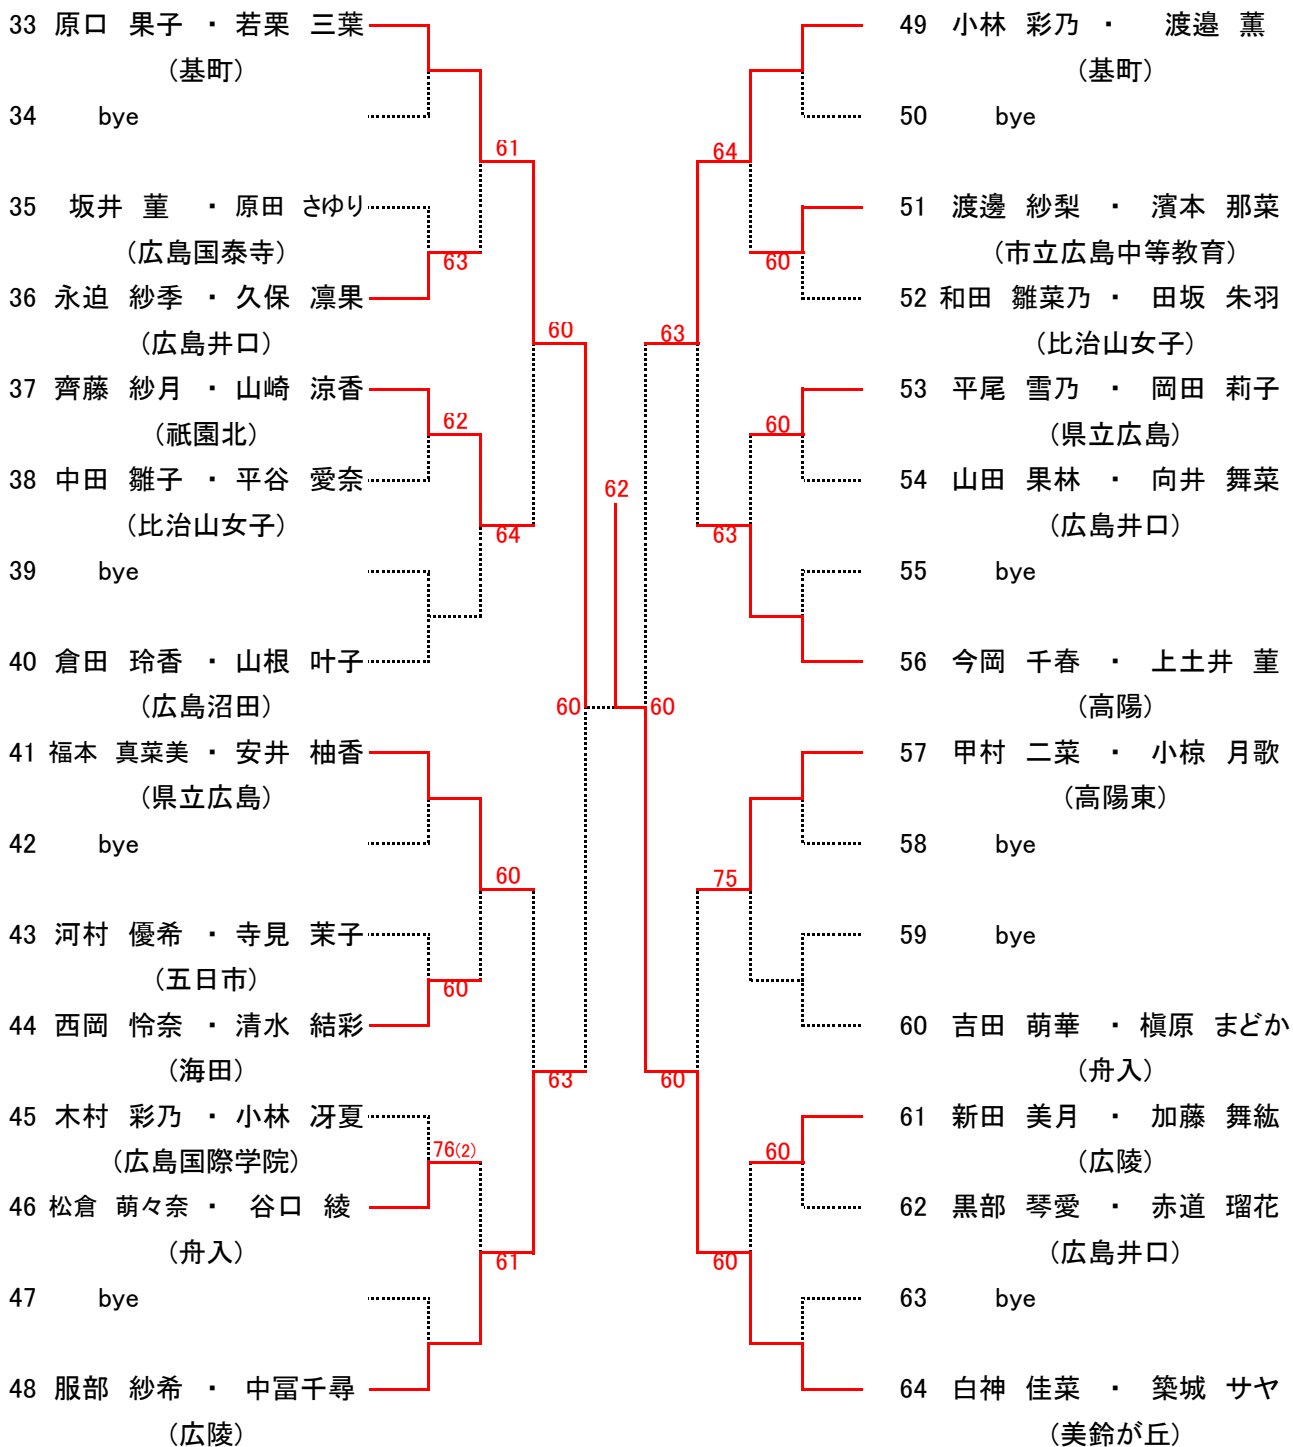 33 原口 果子 ・ 若栗 三葉
(基町)
34 bye
61
35 坂井 菫 ・ 原田 さゆり
(広島国泰寺)
63
36 永迫 紗季 ・ 久保 凛果
(広島井口)
60
37 齊藤 紗月 ・ 山崎 涼香
(祇園北)
62
38 中田 雛子 ・ 平谷 愛奈
(比治山女子)
64
39 bye
40 倉田 玲香 ・ 山根 叶子
(広島沼田)
60
41 福本 真菜美 ・ 安井 柚香
(県立広島)
42 bye
60
43 河村 優希 ・ 寺見 茉子
(五日市)
60
44 西岡 怜奈 ・ 清水 結彩
(海田)
63
45 木村 彩乃 ・ 小林 冴夏
(広島国際学院)
76(2)
46 松倉 萌々奈 ・ 谷口 綾
(舟入)
61
47 bye
48 服部 紗希 ・ 中冨千尋
(広陵)
62
49 小林 彩乃 ・ 渡邉 薫
(基町)
50 bye
64
51 渡邊 紗梨 ・ 濱本 那菜
(市立広島中等教育)
60
52 和田 雛菜乃 ・ 田坂 朱羽
(比治山女子)
63
53 平尾 雪乃 ・ 岡田 莉子
(県立広島)
60
54 山田 果林 ・ 向井 舞菜
(広島井口)
63
55 bye
56 今岡 千春 ・ 上土井 菫
(高陽)
60
57 甲村 二菜 ・ 小椋 月歌
(高陽東)
58 bye
75
59 bye
60 吉田 萌華 ・ 槇原 まどか
(舟入)
60
61 新田 美月 ・ 加藤 舞紘
(広陵)
60
62 黒部 琴愛 ・ 赤道 瑠花
(広島井口)
60
63 bye
64 白神 佳菜 ・ 築城 サヤ
(美鈴が丘)